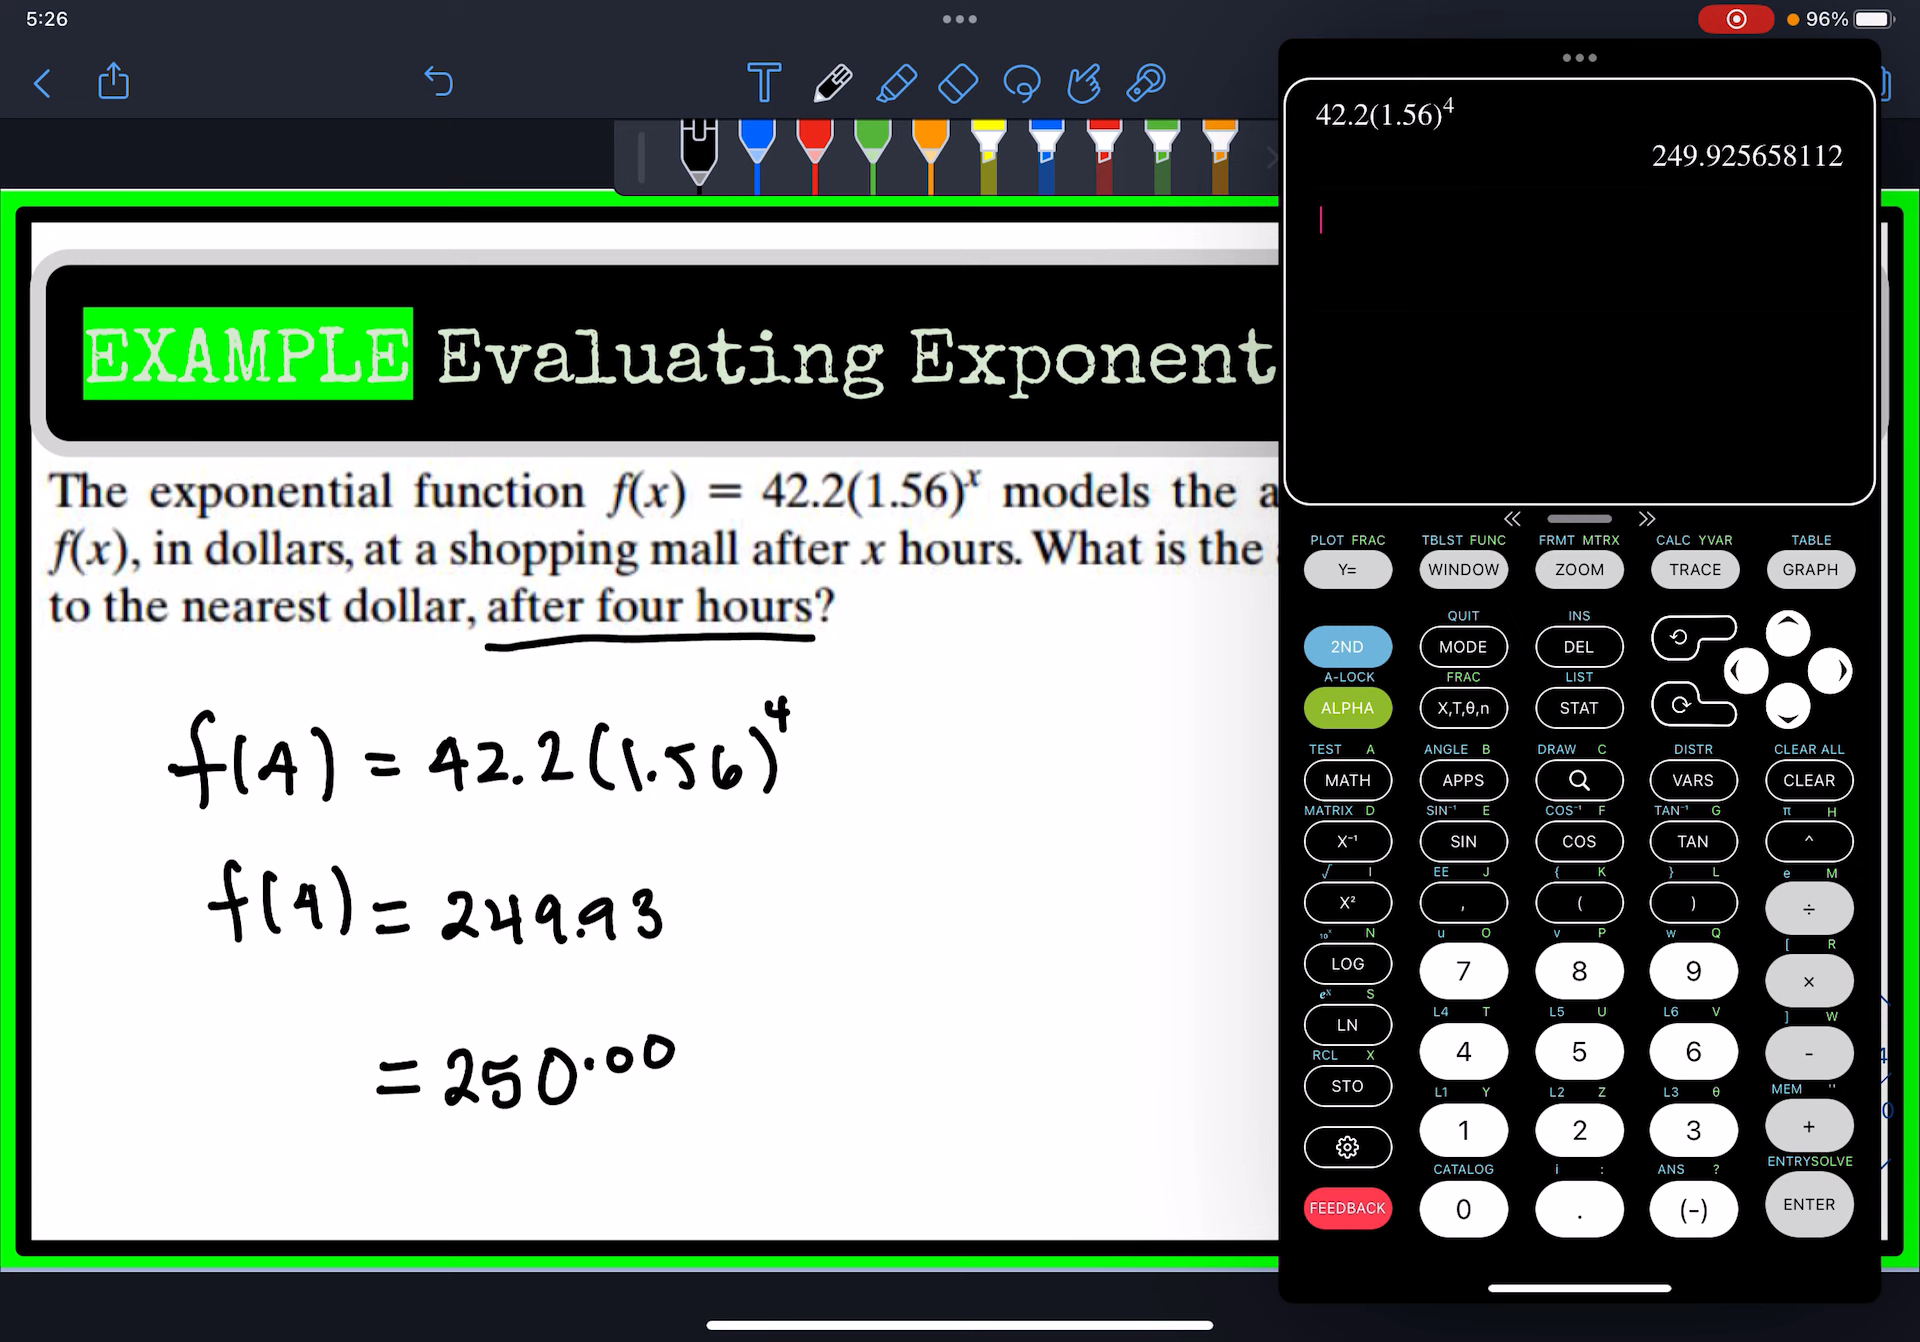 5:26
96%
EXAMPLE Evaluating Exponent
The exponential function f(x) = 42.2(1.56)ˣ models the a
f(x), in dollars, at a shopping mall after x hours. What is the
to the nearest dollar, after four hours?
f(4) = 42.2(1.56)⁴
f(4) = 249.93
= 250.00
42.2(1.56)⁴
249.925658112
PLOT FRAC TBLST FUNC FRMT MTRX CALC YVAR TABLE
Y= WINDOW ZOOM TRACE GRAPH
QUIT INS
2ND MODE DEL
A-LOCK FRAC LIST
ALPHA X,T,θ,n STAT
TEST A ANGLE B DRAW C DISTR CLEAR ALL
MATH APPS VARS CLEAR
MATRIX D SIN⁻¹ E COS⁻¹ F TAN⁻¹ G π H
X⁻¹ SIN COS TAN ^
√ I EE J { K } L e M
X² , ( ) ÷
10ˣ N u O v P w Q [ R
LOG 7 8 9 ×
eˣ S L4 T L5 U L6 V ] W
LN 4 5 6 -
RCL X L1 Y L2 Z L3 θ MEM "
STO 1 2 3 +
CATALOG i : ANS ? ENTRY SOLVE
FEEDBACK 0 . (-) ENTER